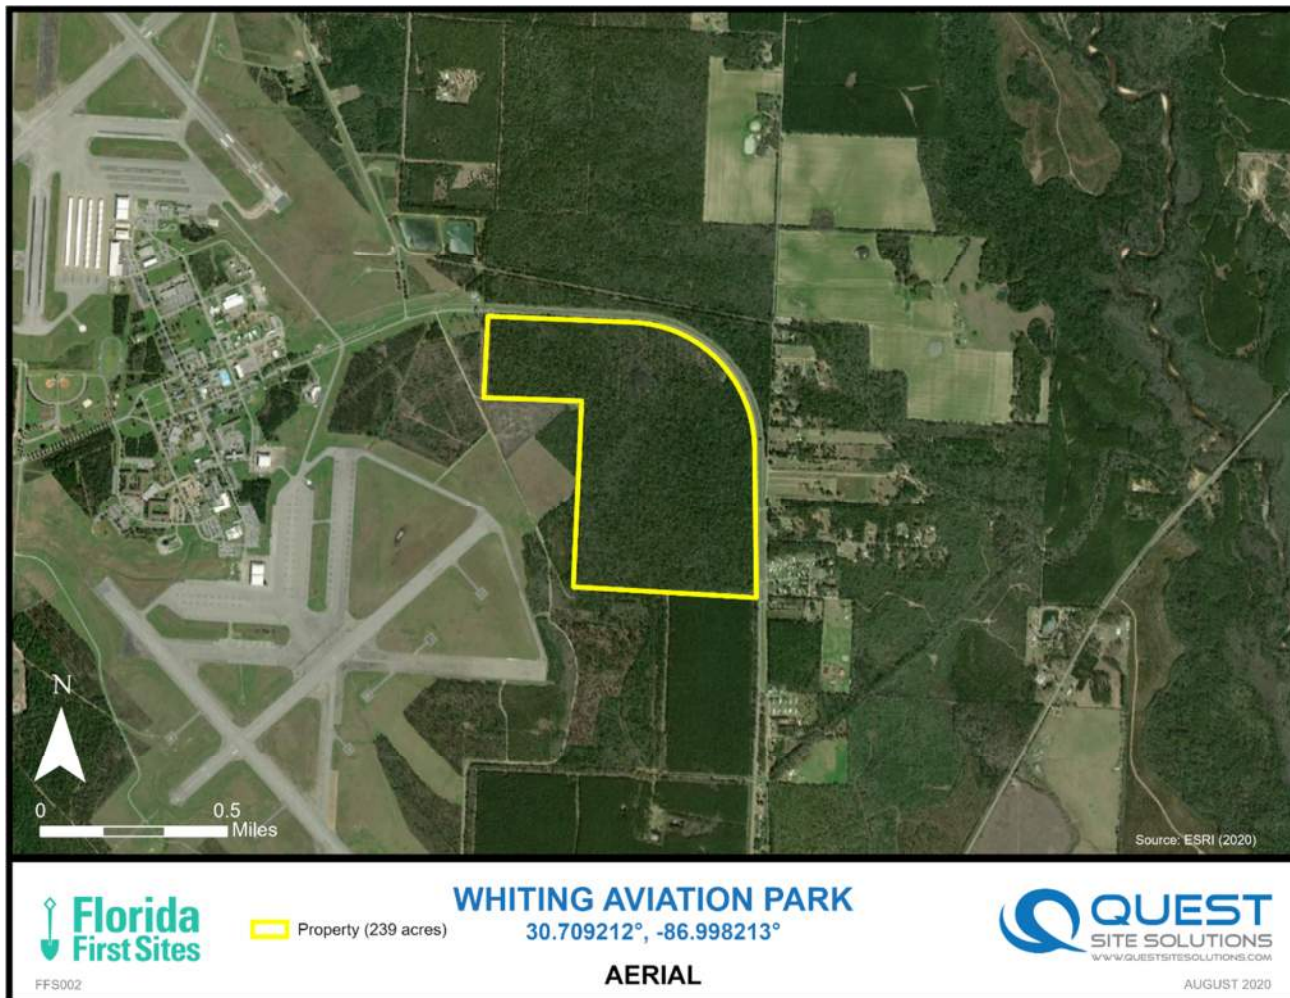 N
0 0.5
Miles
Source: ESRI (2020)
Florida
First Sites
FFS002
Property (239 acres)
WHITING AVIATION PARK
30.709212°, -86.998213°
AERIAL
QUEST
SITE SOLUTIONS
WWW.QUESTSITESOLUTIONS.COM
AUGUST 2020